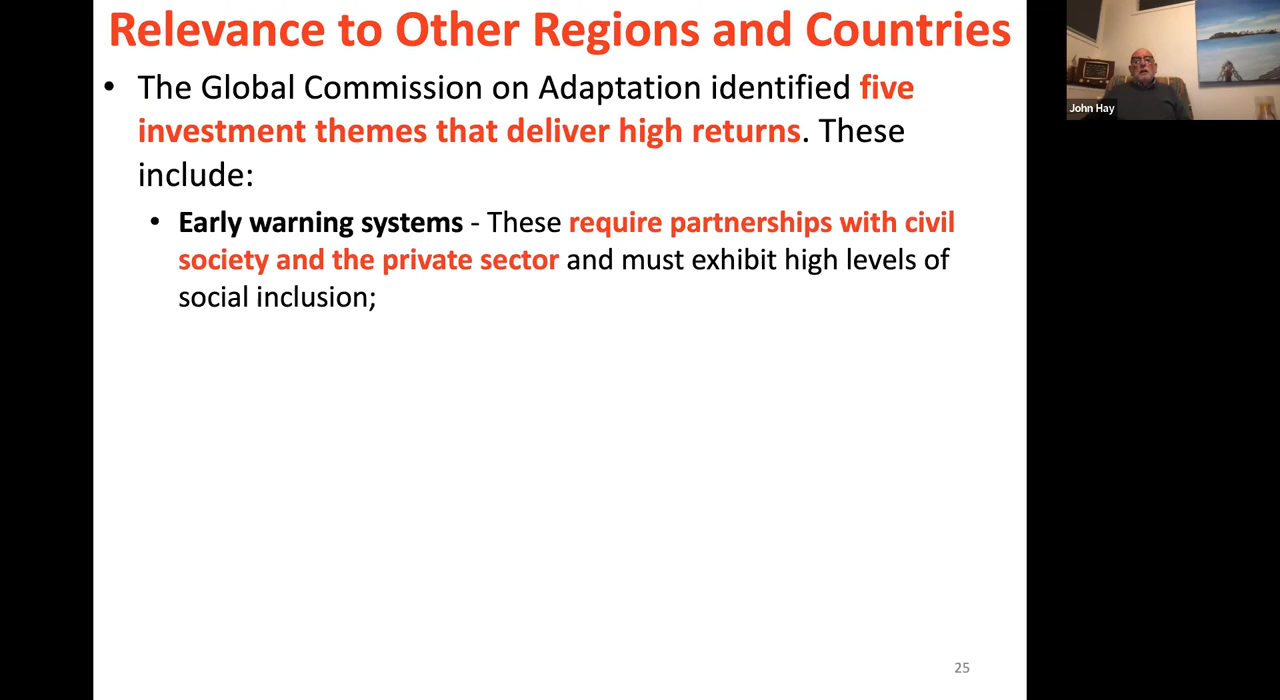 Relevance to Other Regions and Countries
• The Global Commission on Adaptation identified five
investment themes that deliver high returns. These
include:
• Early warning systems - These require partnerships with civil
society and the private sector and must exhibit high levels of
social inclusion;
25
John Hay